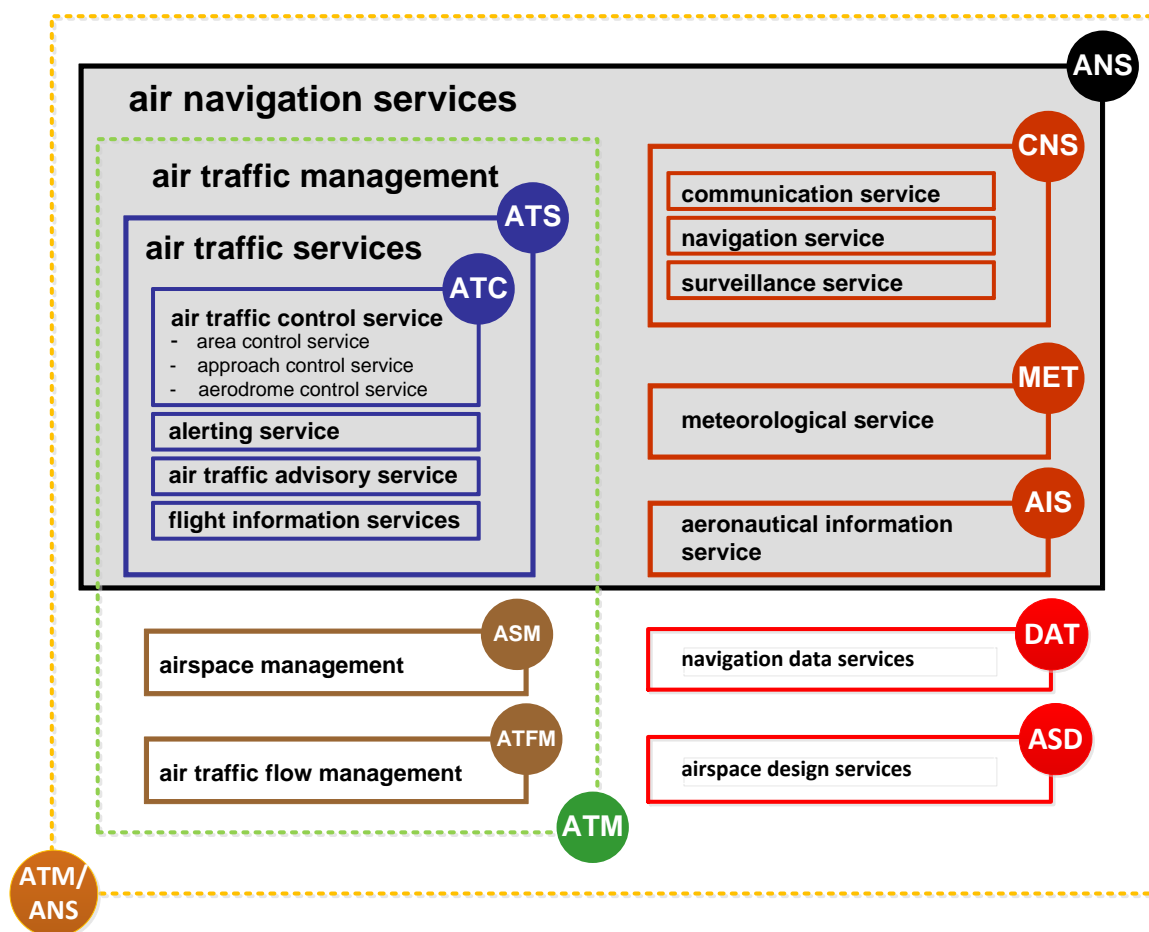 ANS
air navigation services
CNS
air traffic management
communication service
ATS
navigation service
air traffic services
surveillance service
ATC
air traffic control service
- area control service
- approach control service
- aerodrome control service
MET
meteorological service
alerting service
air traffic advisory service
AIS
flight information services
aeronautical information
service
ASM
airspace management
DAT
navigation data services
ATFM
air traffic flow management
ASD
airspace design services
ATM
ATM/
ANS